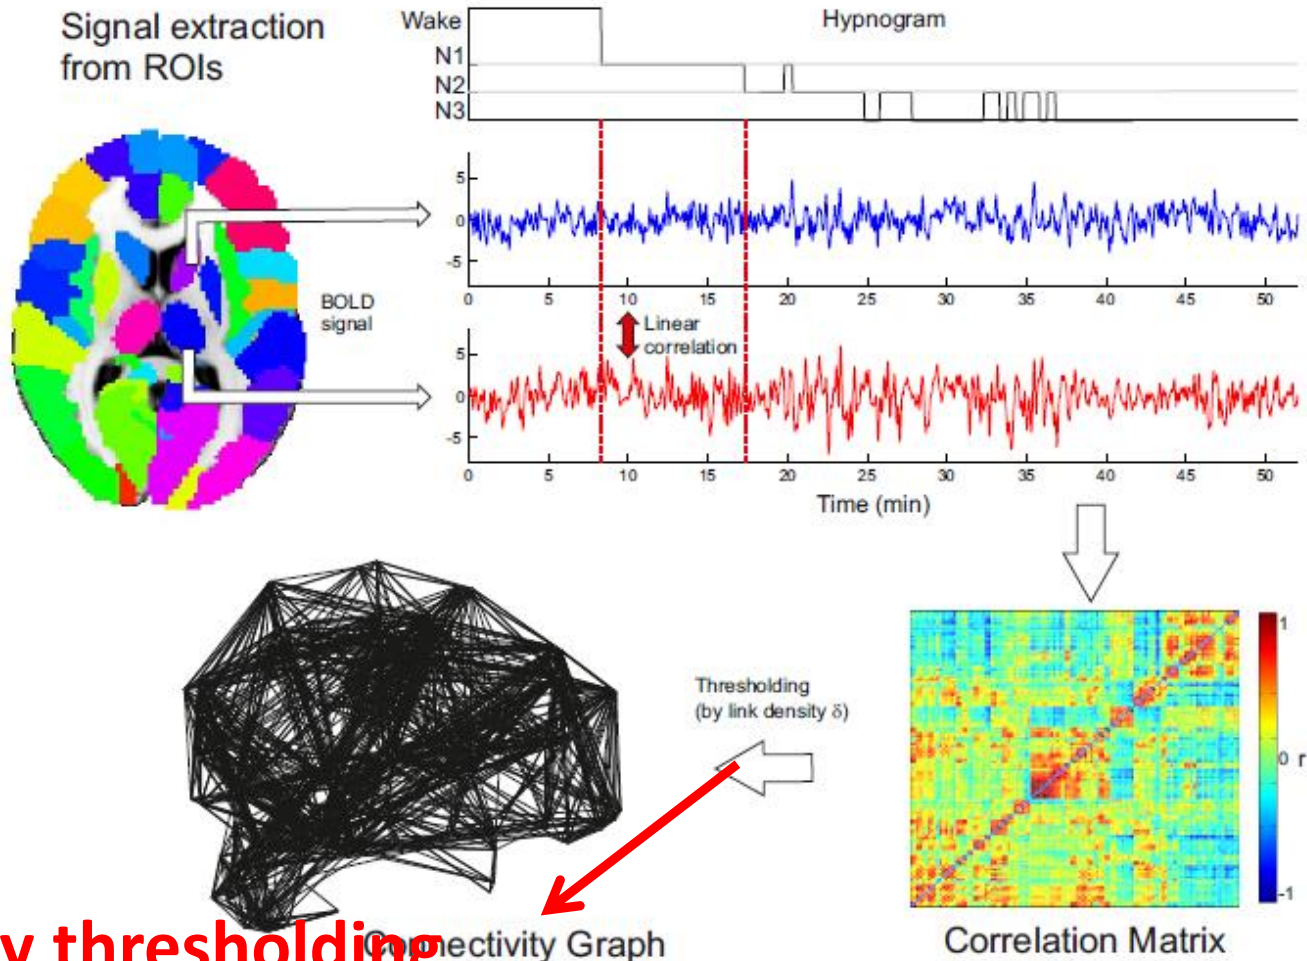 Signal extraction
from ROIs
Hypnogram
Wake
N1
N2
N3
5
0
-5
0 5 10 15 20 25 30 35 40 45 50
BOLD
signal
Linear
correlation
5
0
-5
0 5 10 15 20 25 30 35 40 45 50
Time (min)
Thresholding
(by link density δ)
1
0 r
-1
y thresholding
Connectivity Graph
Correlation Matrix